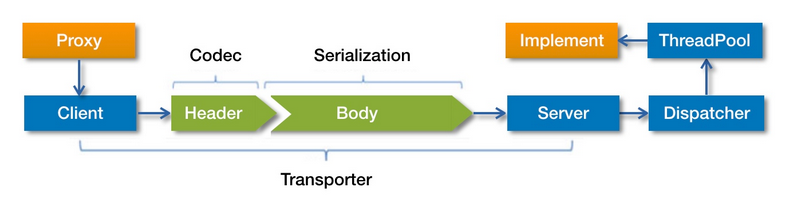 Proxy
Implement
ThreadPool
Codec
Serialization
Client
Header
Body
Server
Dispatcher
Transporter